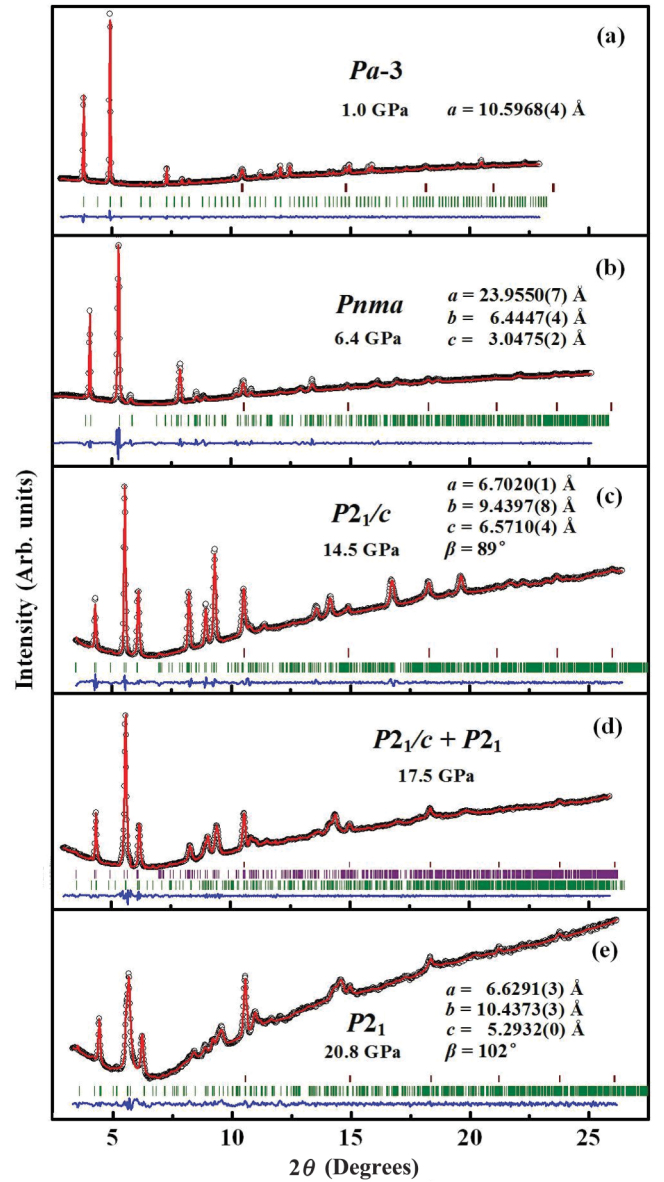 (a)
Pa-3
1.0 GPa
a = 10.5968(4) Å
(b)
Pnma
6.4 GPa
a = 23.9550(7) Å
b = 6.4447(4) Å
c = 3.0475(2) Å
(c)
P2₁/c
14.5 GPa
a = 6.7020(1) Å
b = 9.4397(8) Å
c = 6.5710(4) Å
β = 89°
(d)
P2₁/c + P2₁
17.5 GPa
(e)
P2₁
20.8 GPa
a = 6.6291(3) Å
b = 10.4373(3) Å
c = 5.2932(0) Å
β = 102°
Intensity (Arb. units)
5 10 15 20 25
2θ (Degrees)